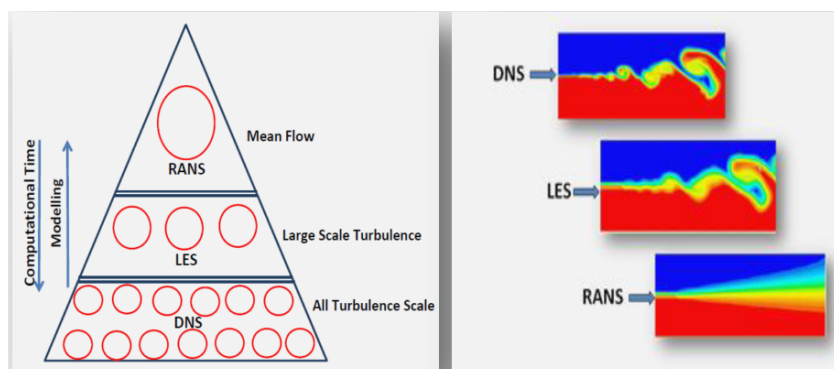 Computational Time
Modelling
Mean Flow
RANS
Large Scale Turbulence
LES
All Turbulence Scale
DNS
DNS
LES
RANS